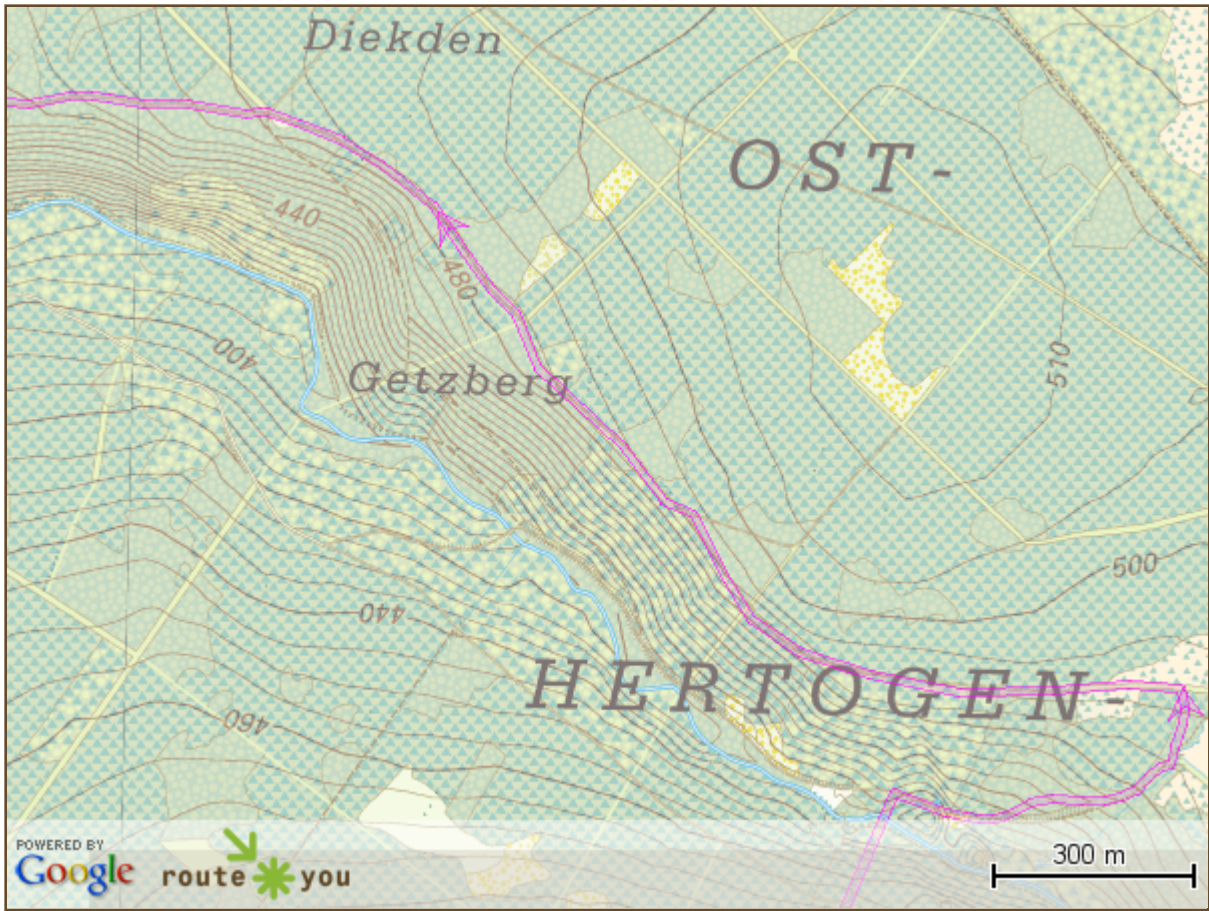 Diekden
OST-
440
480
510
400
Getzberg
500
440
HERTOGEN-
460
POWERED BY
Google
route you
300 m